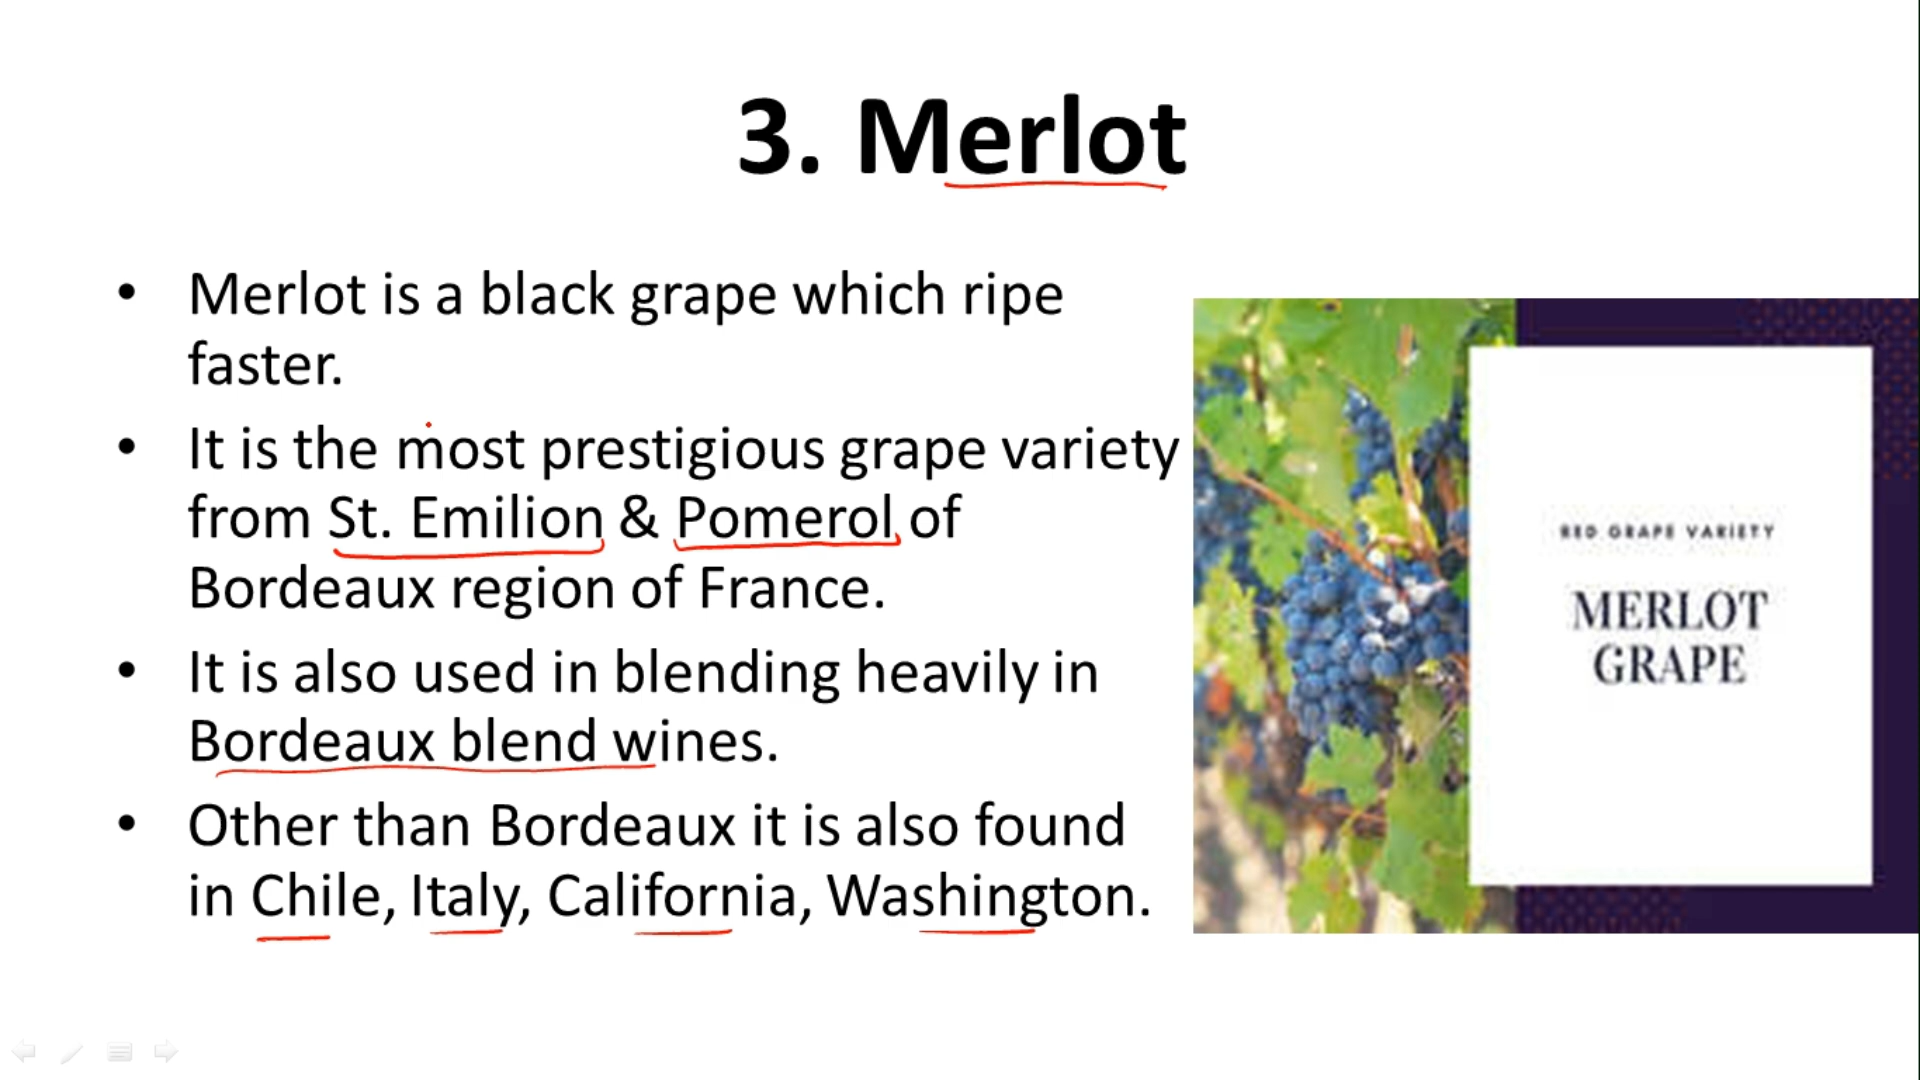 3. Merlot
• Merlot is a black grape which ripe
faster.
• It is the most prestigious grape variety
from St. Emilion & Pomerol of
Bordeaux region of France.
• It is also used in blending heavily in
Bordeaux blend wines.
• Other than Bordeaux it is also found
in Chile, Italy, California, Washington.
RED GRAPE VARIETY
MERLOT
GRAPE